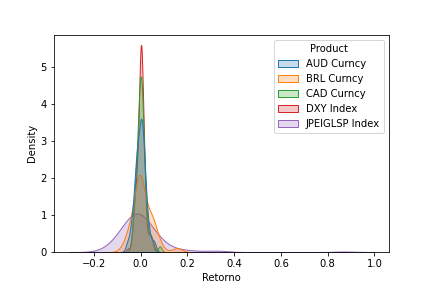 Product
AUD Curncy
BRL Curncy
CAD Curncy
DXY Index
JPEIGLSP Index
Density
5
4
3
2
1
0
−0.2 0.0 0.2 0.4 0.6 0.8 1.0
Retorno